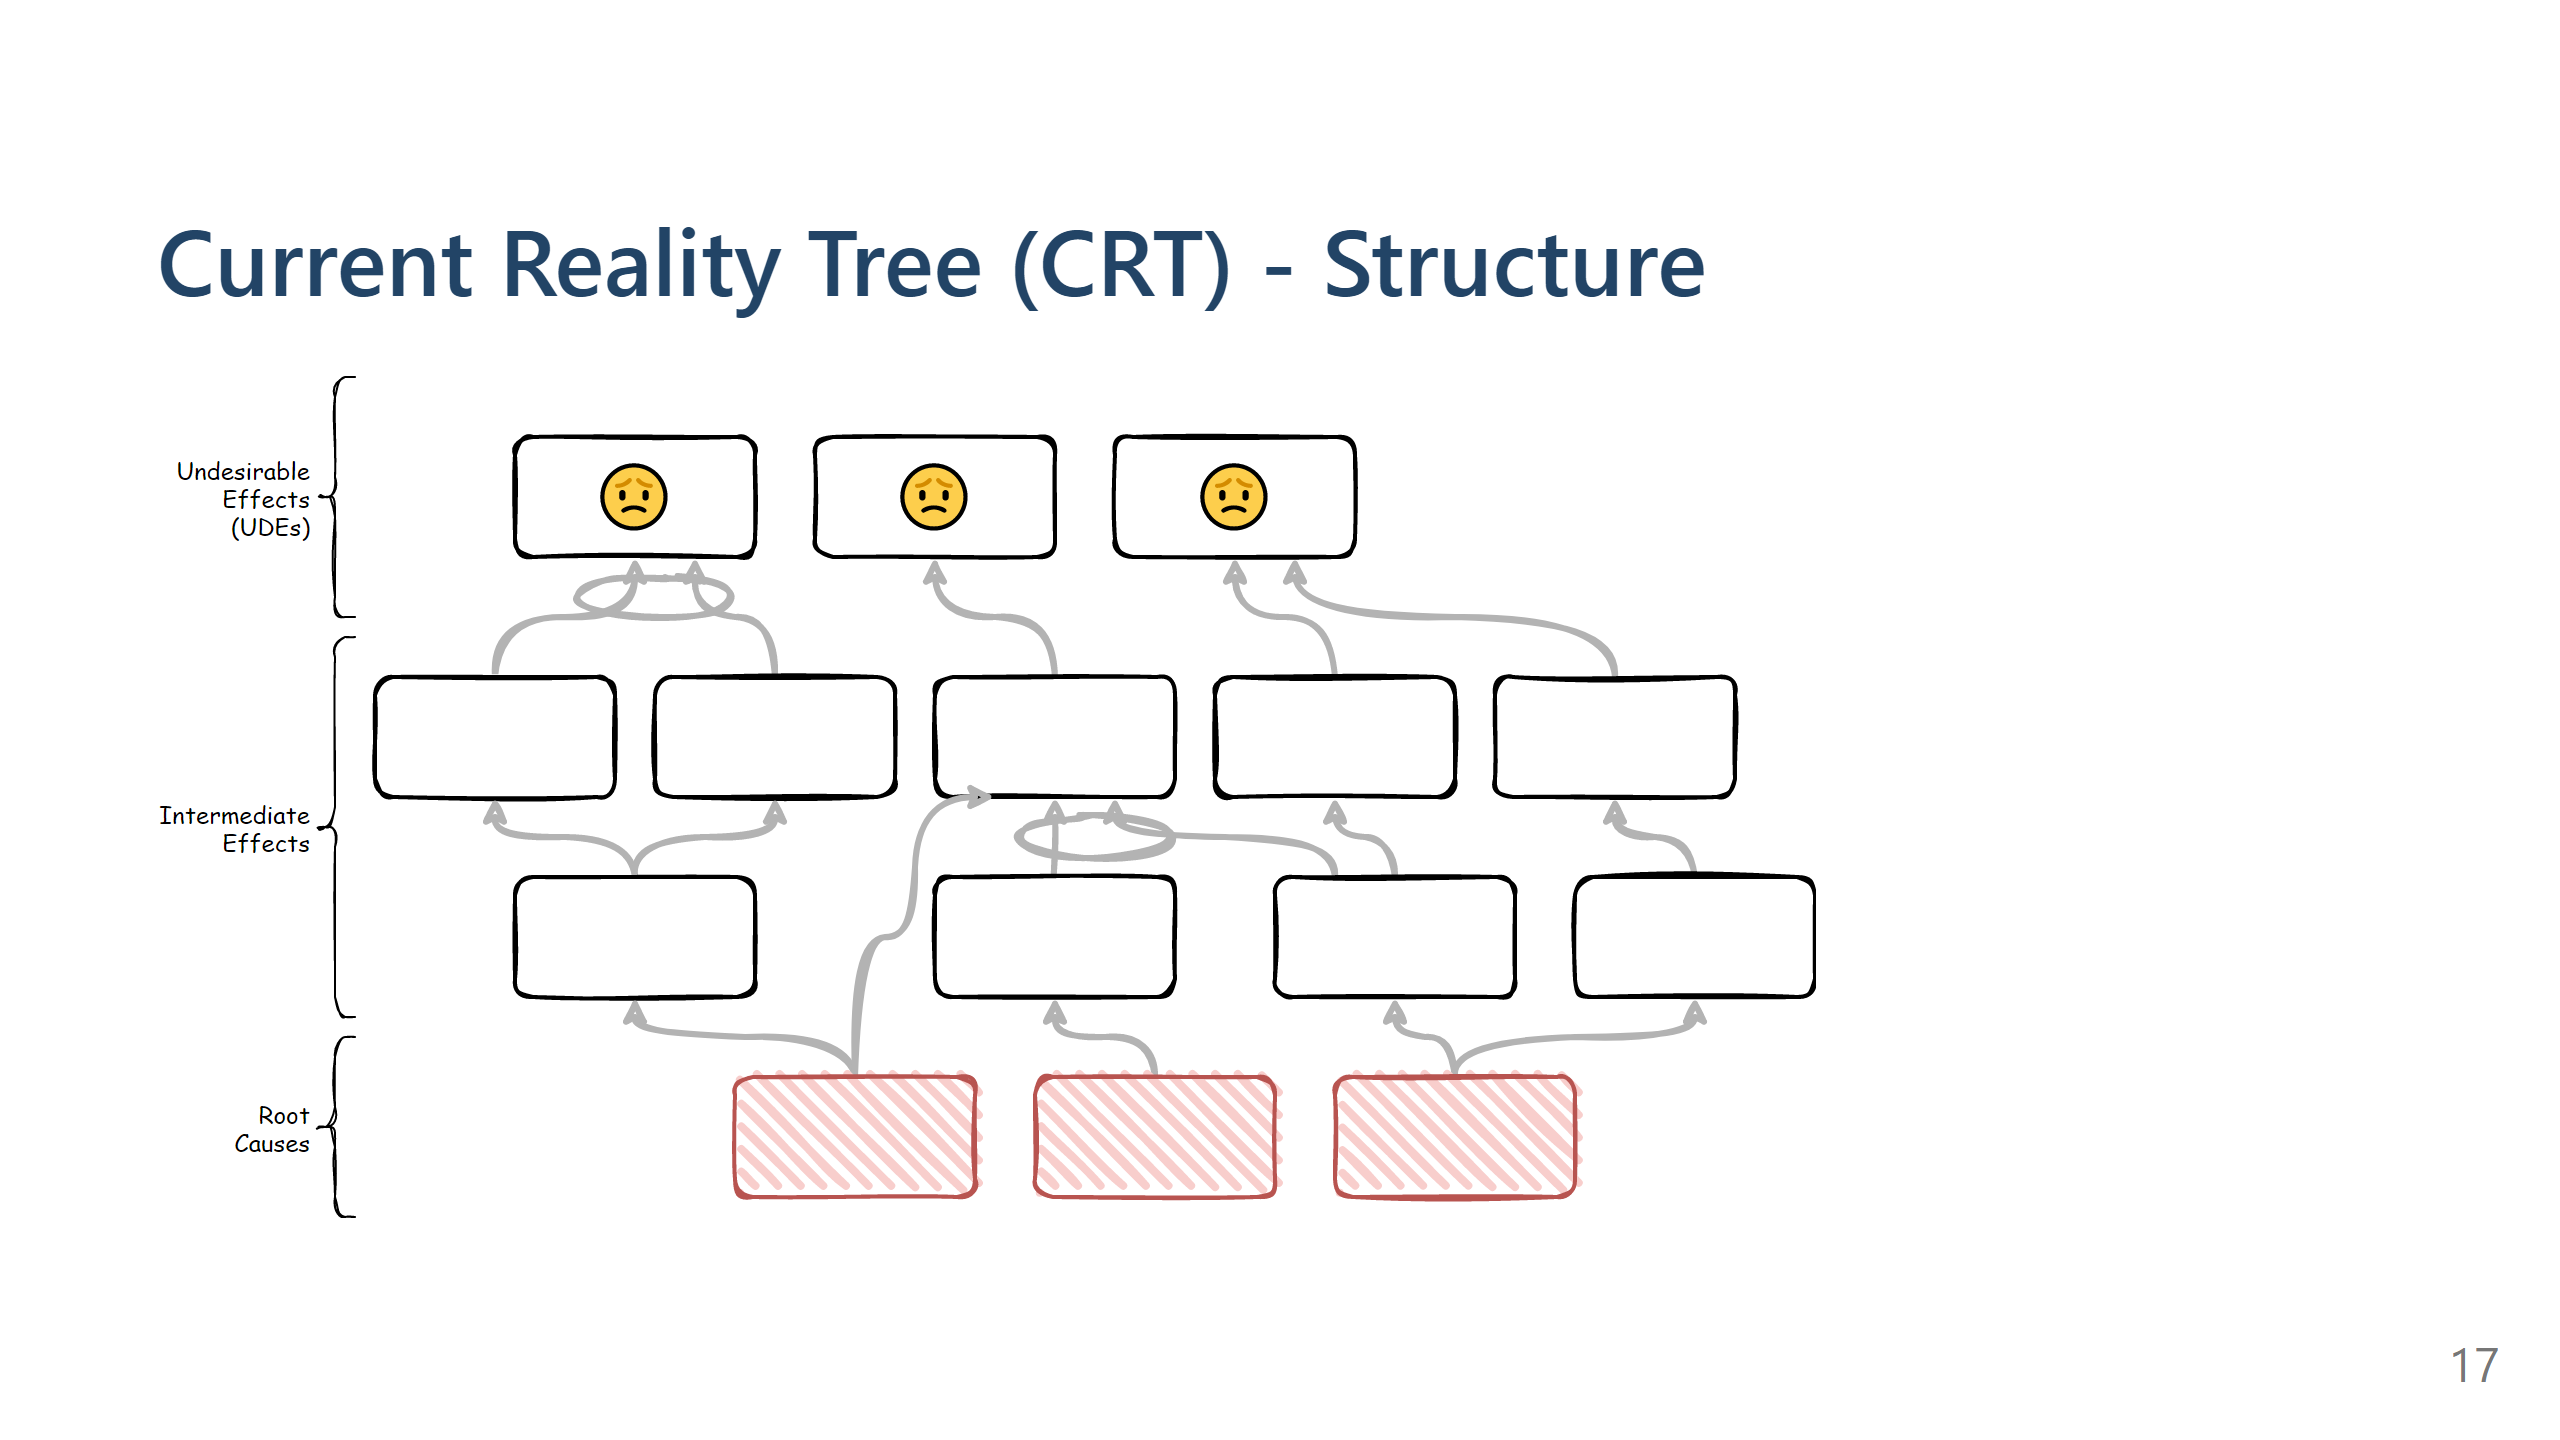 Current Reality Tree (CRT) - Structure
Undesirable
Effects
(UDEs)
Intermediate
Effects
Root
Causes
17